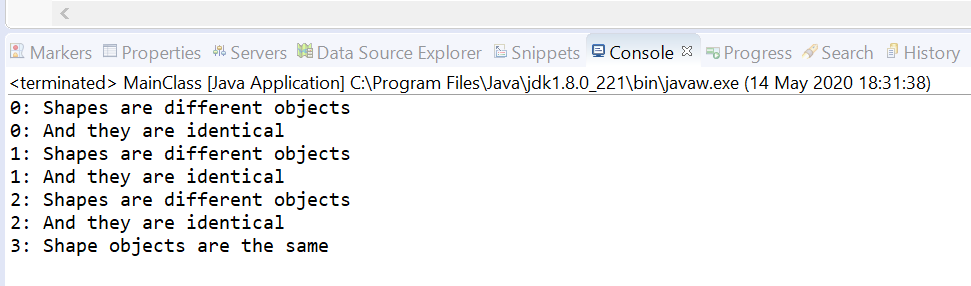 Markers Properties Servers Data Source Explorer Snippets Console Progress Search History
<terminated> MainClass [Java Application] C:\Program Files\Java\jdk1.8.0_221\bin\javaw.exe (14 May 2020 18:31:38)
0: Shapes are different objects
0: And they are identical
1: Shapes are different objects
1: And they are identical
2: Shapes are different objects
2: And they are identical
3: Shape objects are the same